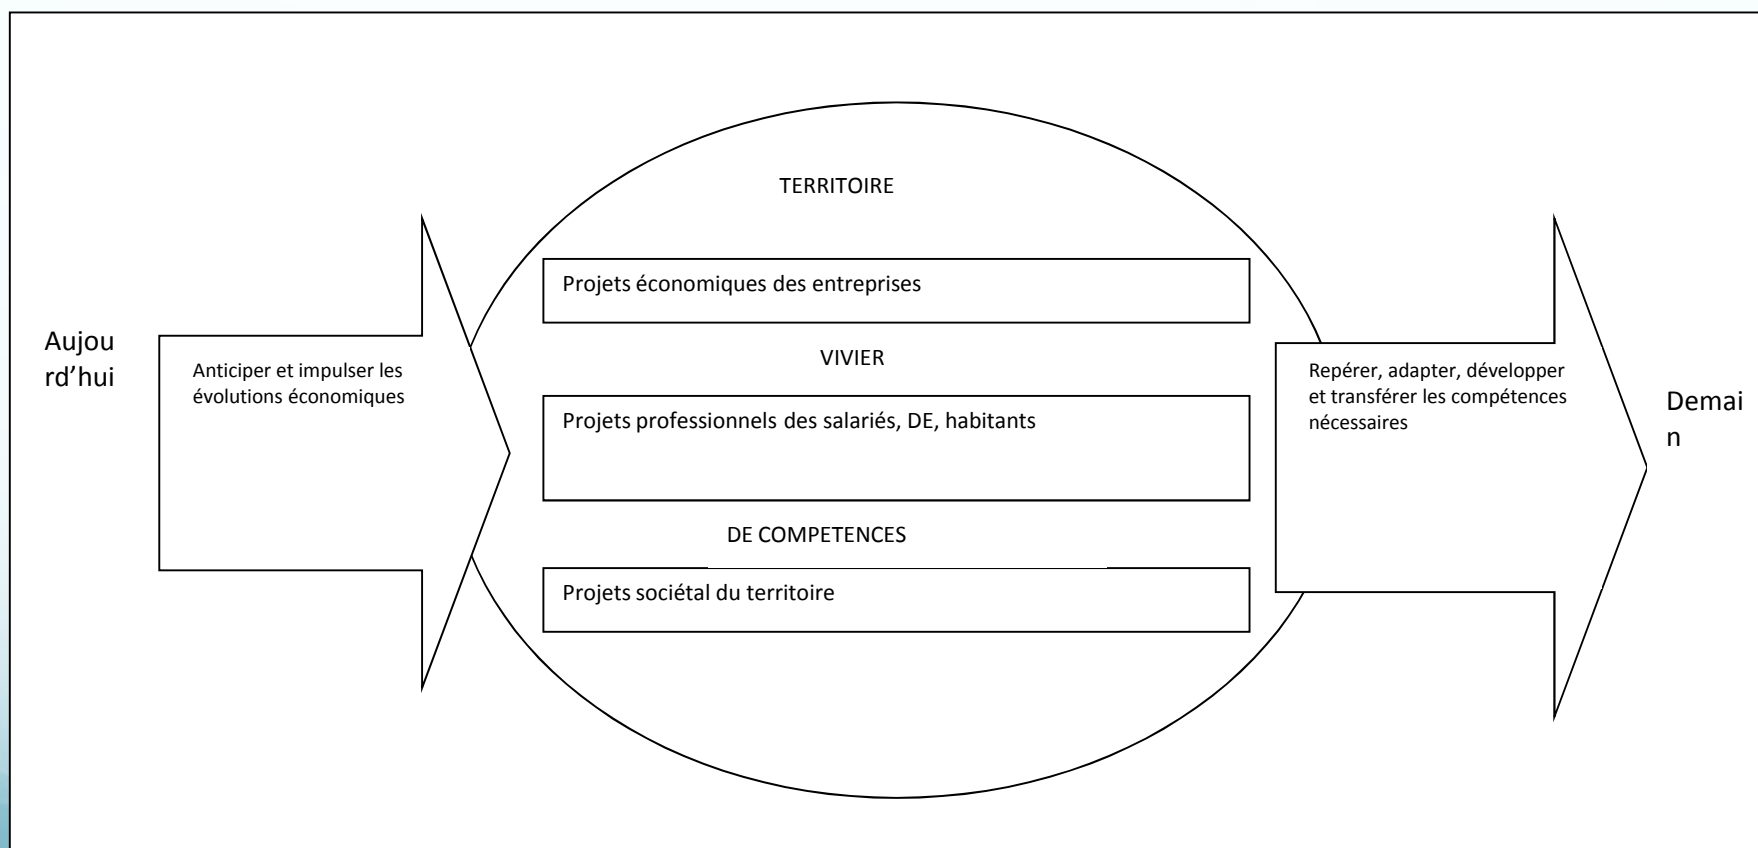 Aujou
rd’hui
Anticiper et impulser les
évolutions économiques
TERRITOIRE
Projets économiques des entreprises
VIVIER
Projets professionnels des salariés, DE, habitants
DE COMPETENCES
Projets sociétal du territoire
Repérer, adapter, développer
et transférer les compétences
nécessaires
Demai
n